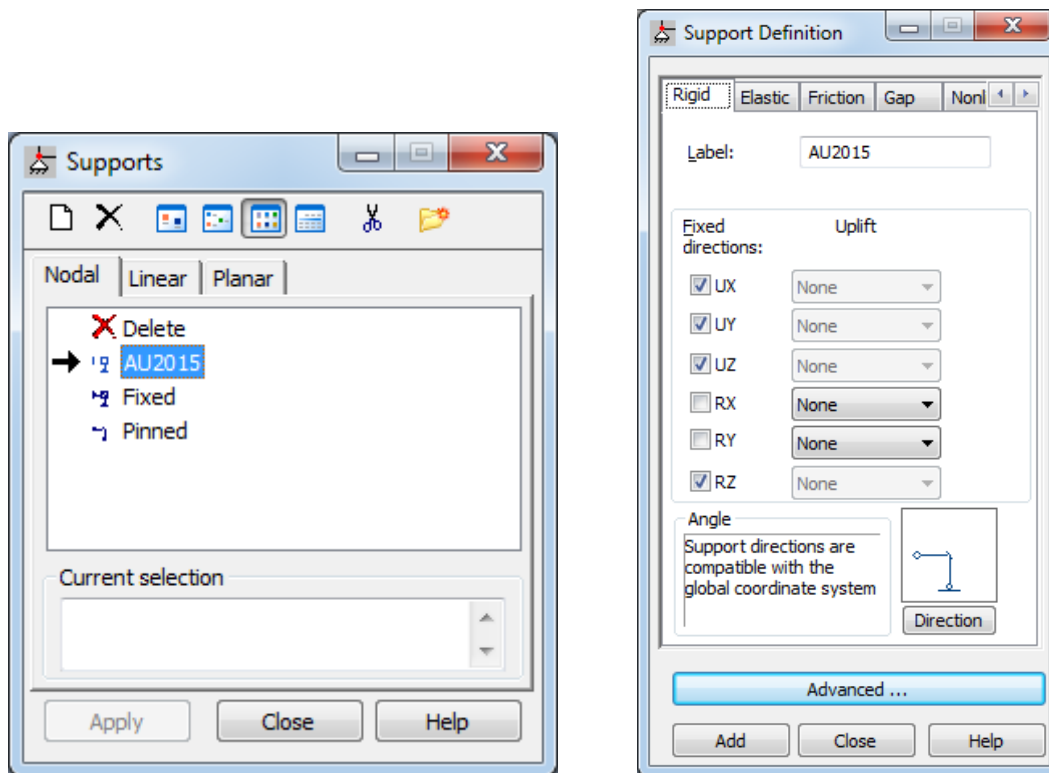 Supports
Nodal Linear Planar
Delete
AU2015
Fixed
Pinned
Current selection
Apply Close Help
Support Definition
Rigid Elastic Friction Gap Nonl
Label: AU2015
Fixed directions: Uplift
UX None
UY None
UZ None
RX None
RY None
RZ None
Angle
Support directions are
compatible with the
global coordinate system
Direction
Advanced ...
Add Close Help